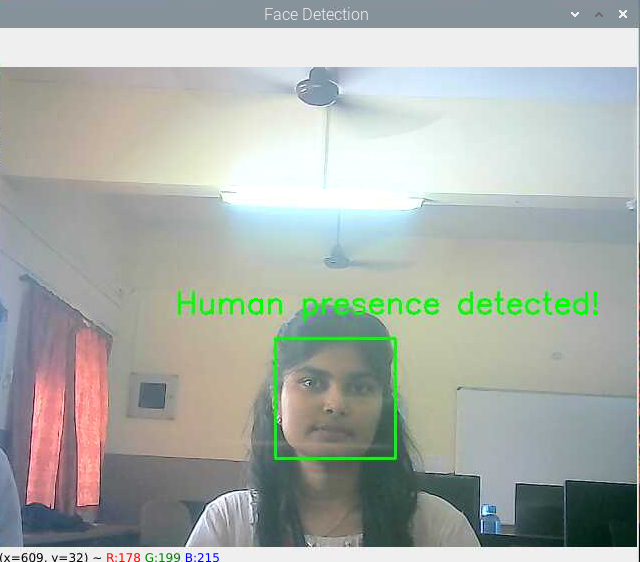 Face Detection
Human presence detected!
(x=609, y=32) ~ R:178 G:199 B:215